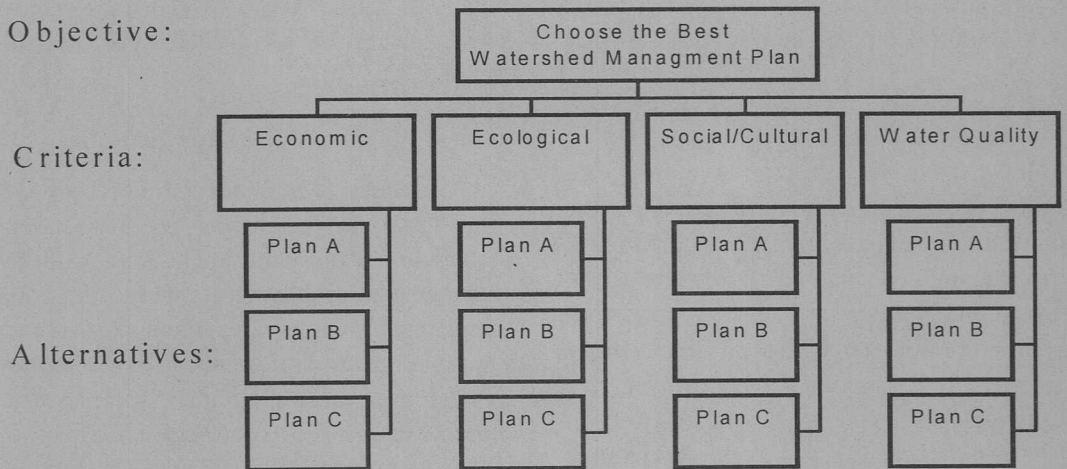 Objective:
Choose the Best
Watershed Managment Plan
Criteria:
Economic
Ecological
Social/Cultural
Water Quality
Alternatives:
Plan A
Plan A
Plan A
Plan A
Plan B
Plan B
Plan B
Plan B
Plan C
Plan C
Plan C
Plan C